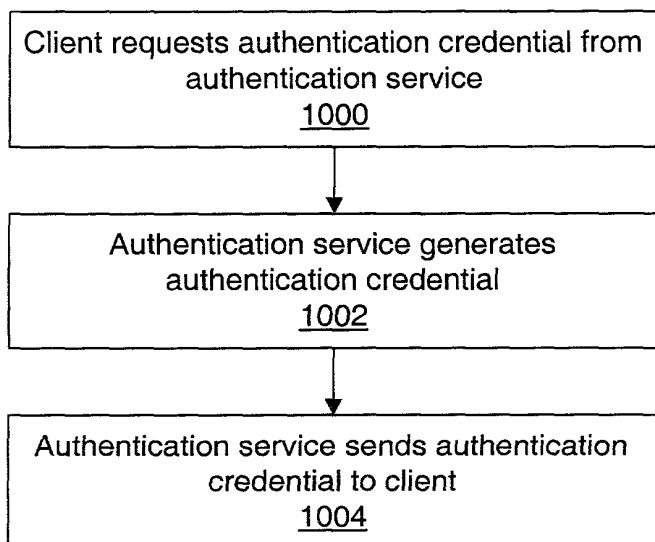 Client requests authentication credential from
authentication service
1000
Authentication service generates
authentication credential
1002
Authentication service sends authentication
credential to client
1004